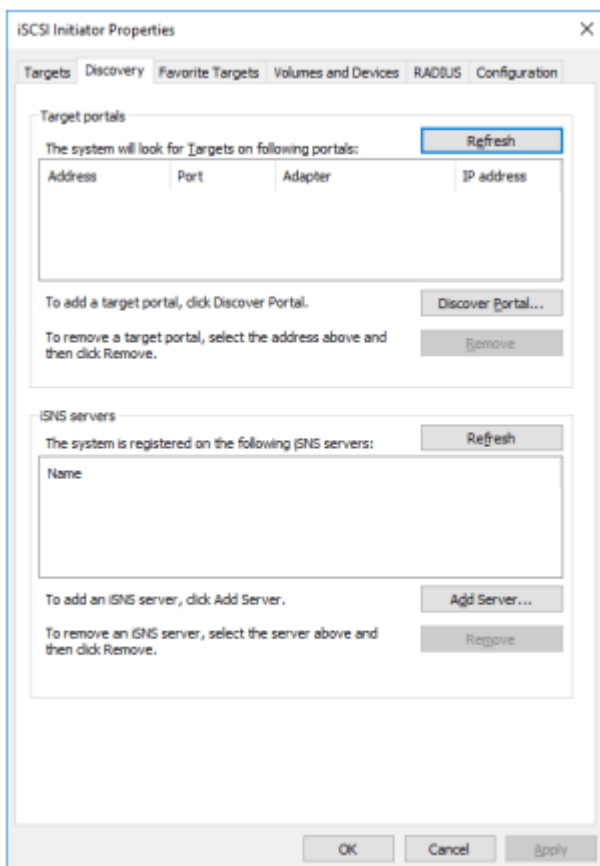 iSCSI Initiator Properties
Targets Discovery Favorite Targets Volumes and Devices RADIUS Configuration
Target portals
The system will look for Targets on following portals:
Refresh
Address Port Adapter IP address
To add a target portal, click Discover Portal.
Discover Portal...
To remove a target portal, select the address above and
then click Remove.
Remove
iSNS servers
The system is registered on the following iSNS servers:
Refresh
Name
To add an iSNS server, click Add Server.
Add Server...
To remove an iSNS server, select the server above and
then click Remove.
Remove
OK Cancel Apply